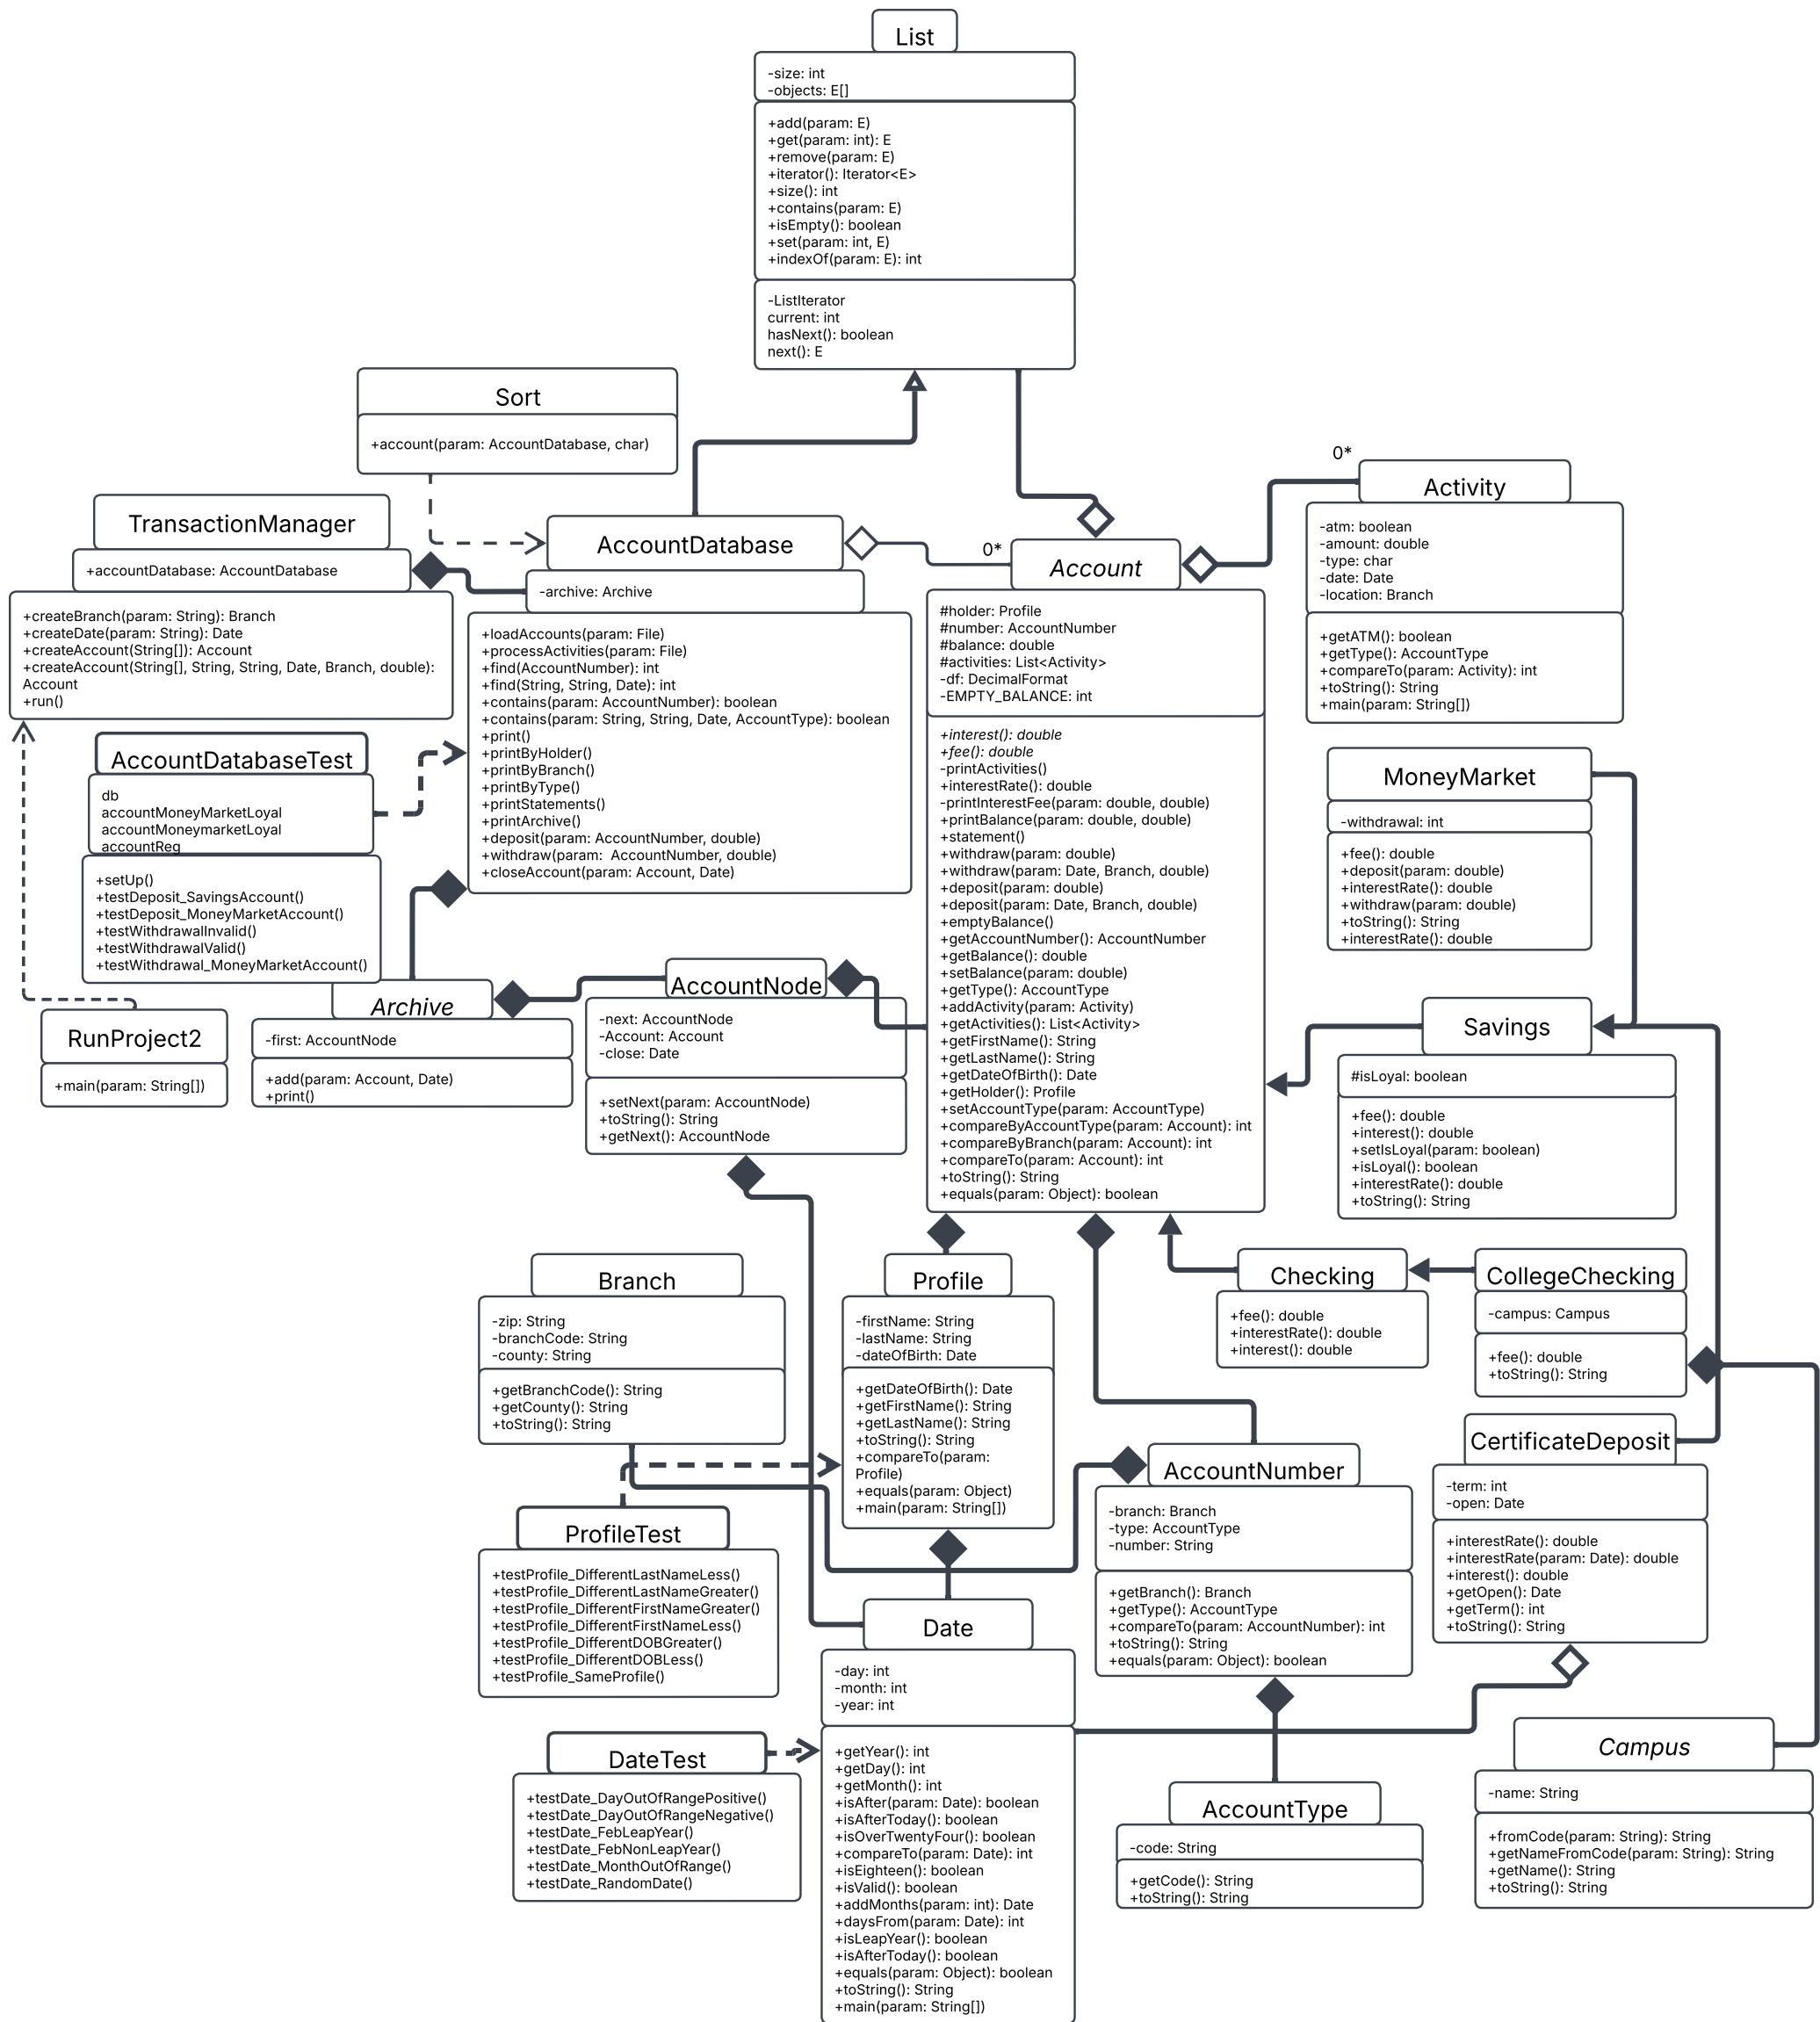 List
-size: int
-objects: E[]
+add(param: E)
+get(param: int): E
+remove(param: E)
+iterator(): Iterator<E>
+size(): int
+contains(param: E)
+isEmpty(): boolean
+set(param: int, E)
+indexOf(param: E): int
-ListIterator
current: int
hasNext(): boolean
next(): E
Sort
+account(param: AccountDatabase, char)
TransactionManager
+accountDatabase: AccountDatabase
+createBranch(param: String): Branch
+createDate(param: String): Date
+createAccount(String[]): Account
+createAccount(String[], String, String, Date, Branch, double):
Account
+run()
AccountDatabase
-archive: Archive
+loadAccounts(param: File)
+processActivities(param: File)
+find(AccountNumber): int
+find(String, String, Date): int
+contains(param: AccountNumber): boolean
+contains(param: String, String, Date, AccountType): boolean
+print()
+printByHolder()
+printByBranch()
+printByType()
+printStatements()
+printArchive()
+deposit(param: AccountNumber, double)
+withdraw(param:  AccountNumber, double)
+closeAccount(param: Account, Date)
0*
Account
#holder: Profile
#number: AccountNumber
#balance: double
#activities: List<Activity>
-df: DecimalFormat
-EMPTY_BALANCE: int
+interest(): double
+fee(): double
-printActivities()
+interestRate(): double
-printInterestFee(param: double, double)
+printBalance(param: double, double)
+statement()
+withdraw(param: double)
+withdraw(param: Date, Branch, double)
+deposit(param: double)
+deposit(param: Date, Branch, double)
+emptyBalance()
+getAccountNumber(): AccountNumber
+getBalance(): double
+setBalance(param: double)
+getType(): AccountType
+addActivity(param: Activity)
+getActivities(): List<Activity>
+getFirstName(): String
+getLastName(): String
+getDateOfBirth(): Date
+getHolder(): Profile
+setAccountType(param: AccountType)
+compareByAccountType(param: Account): int
+compareByBranch(param: Account): int
+compareTo(param: Account): int
+toString(): String
+equals(param: Object): boolean
0*
Activity
-atm: boolean
-amount: double
-type: char
-date: Date
-location: Branch
+getATM(): boolean
+getType(): AccountType
+compareTo(param: Activity): int
+toString(): String
+main(param: String[])
MoneyMarket
-withdrawal: int
+fee(): double
+deposit(param: double)
+interestRate(): double
+withdraw(param: double)
+toString(): String
+interestRate(): double
AccountDatabaseTest
db
accountMoneyMarketLoyal
accountMoneymarketLoyal
accountReg
+setUp()
+testDeposit_SavingsAccount()
+testDeposit_MoneyMarketAccount()
+testWithdrawalInvalid()
+testWithdrawalValid()
+testWithdrawal_MoneyMarketAccount()
RunProject2
+main(param: String[])
Archive
-first: AccountNode
+add(param: Account, Date)
+print()
AccountNode
-next: AccountNode
-Account: Account
-close: Date
+setNext(param: AccountNode)
+toString(): String
+getNext(): AccountNode
Savings
#isLoyal: boolean
+fee(): double
+interest(): double
+setIsLoyal(param: boolean)
+isLoyal(): boolean
+interestRate(): double
+toString(): String
Branch
-zip: String
-branchCode: String
-county: String
+getBranchCode(): String
+getCounty(): String
+toString(): String
Profile
-firstName: String
-lastName: String
-dateOfBirth: Date
+getDateOfBirth(): Date
+getFirstName(): String
+getLastName(): String
+toString(): String
+compareTo(param:
Profile)
+equals(param: Object)
+main(param: String[])
Checking
+fee(): double
+interestRate(): double
+interest(): double
CollegeChecking
-campus: Campus
+fee(): double
+toString(): String
AccountNumber
-branch: Branch
-type: AccountType
-number: String
+getBranch(): Branch
+getType(): AccountType
+compareTo(param: AccountNumber): int
+toString(): String
+equals(param: Object): boolean
CertificateDeposit
-term: int
-open: Date
+interestRate(): double
+interestRate(param: Date): double
+interest(): double
+getOpen(): Date
+getTerm(): int
+toString(): String
ProfileTest
+testProfile_DifferentLastNameLess()
+testProfile_DifferentLastNameGreater()
+testProfile_DifferentFirstNameGreater()
+testProfile_DifferentFirstNameLess()
+testProfile_DifferentDOBGreater()
+testProfile_DifferentDOBLess()
+testProfile_SameProfile()
Date
-day: int
-month: int
-year: int
+getYear(): int
+getDay(): int
+getMonth(): int
+isAfter(param: Date): boolean
+isAfterToday(): boolean
+isOverTwentyFour(): boolean
+compareTo(param: Date): int
+isEighteen(): boolean
+isValid(): boolean
+addMonths(param: int): Date
+daysFrom(param: Date): int
+isLeapYear(): boolean
+isAfterToday(): boolean
+equals(param: Object): boolean
+toString(): String
+main(param: String[])
DateTest
+testDate_DayOutOfRangePositive()
+testDate_DayOutOfRangeNegative()
+testDate_FebLeapYear()
+testDate_FebNonLeapYear()
+testDate_MonthOutOfRange()
+testDate_RandomDate()
AccountType
-code: String
+getCode(): String
+toString(): String
Campus
-name: String
+fromCode(param: String): String
+getNameFromCode(param: String): String
+getName(): String
+toString(): String